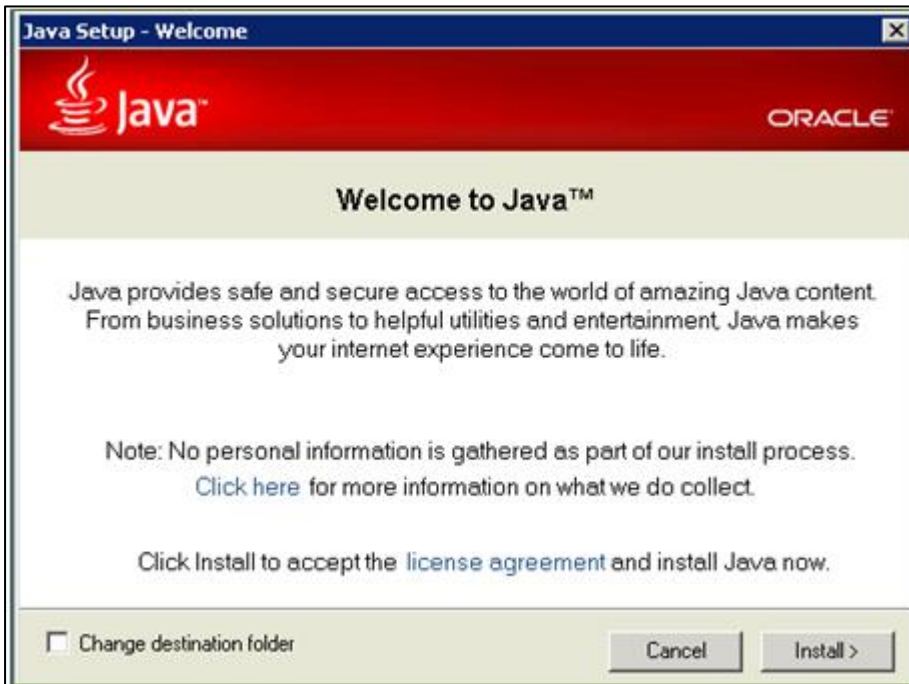 Java Setup - Welcome
Java™
ORACLE
Welcome to Java™
Java provides safe and secure access to the world of amazing Java content.
From business solutions to helpful utilities and entertainment, Java makes
your internet experience come to life.
Note: No personal information is gathered as part of our install process.
Click here for more information on what we do collect.
Click Install to accept the license agreement and install Java now.
Change destination folder
Cancel
Install >